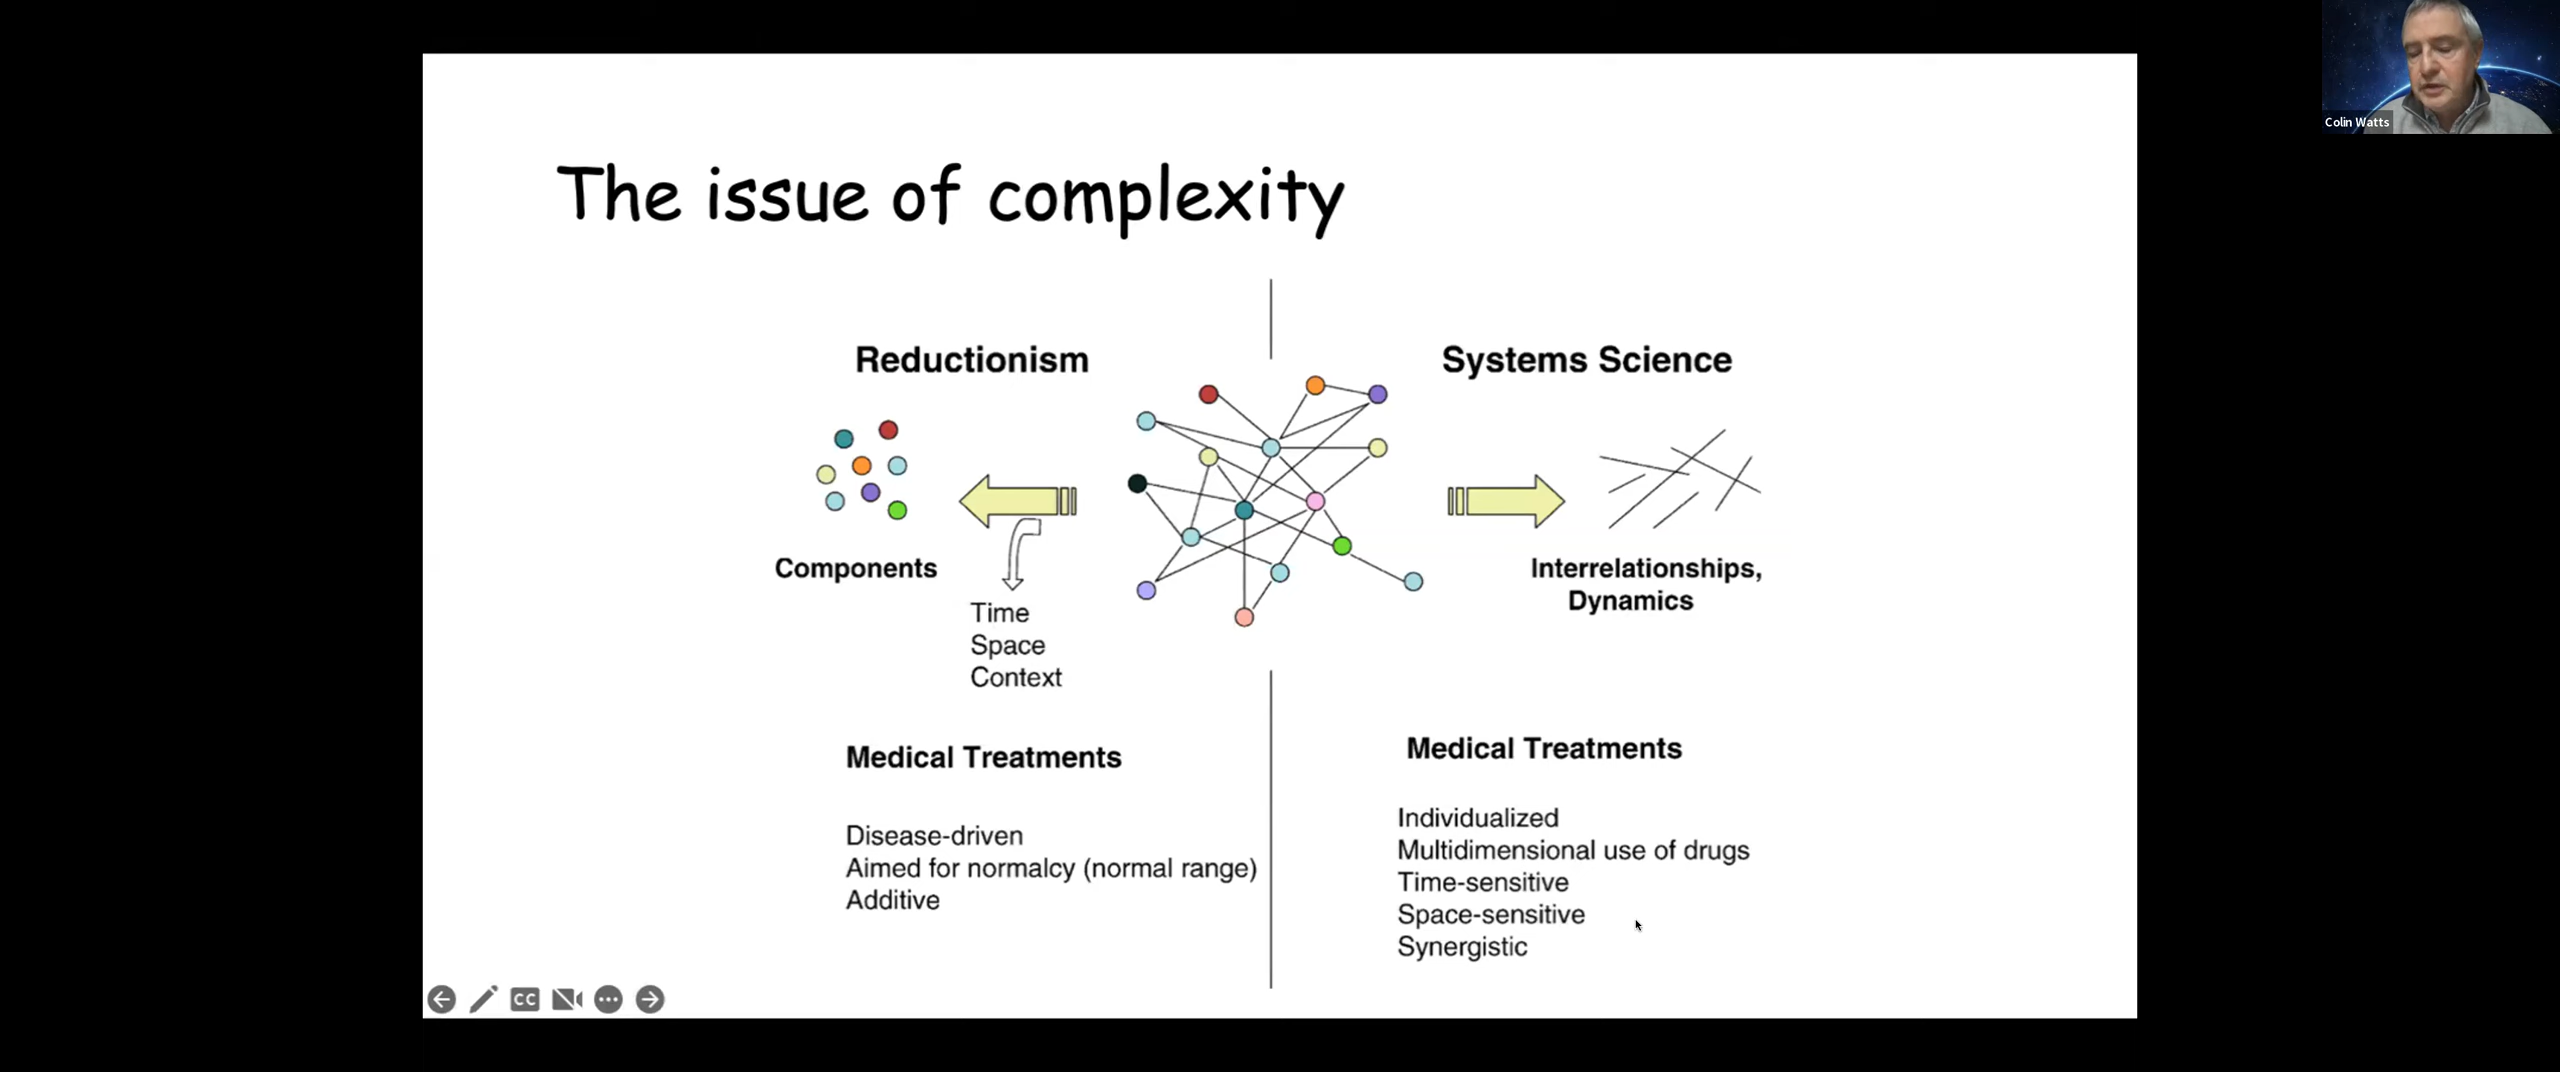 Colin Watts
The issue of complexity
Reductionism
Components
Time
Space
Context
Medical Treatments
Disease-driven
Aimed for normalcy (normal range)
Additive
Systems Science
Interrelationships,
Dynamics
Medical Treatments
Individualized
Multidimensional use of drugs
Time-sensitive
Space-sensitive
Synergistic
CC